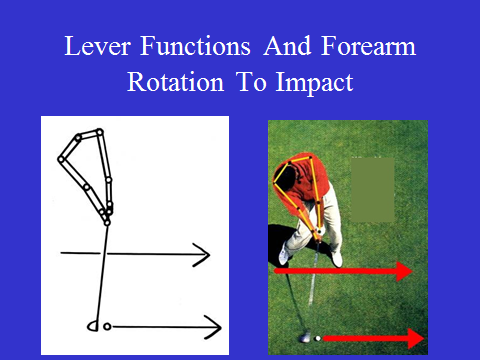 Lever Functions And Forearm
Rotation To Impact